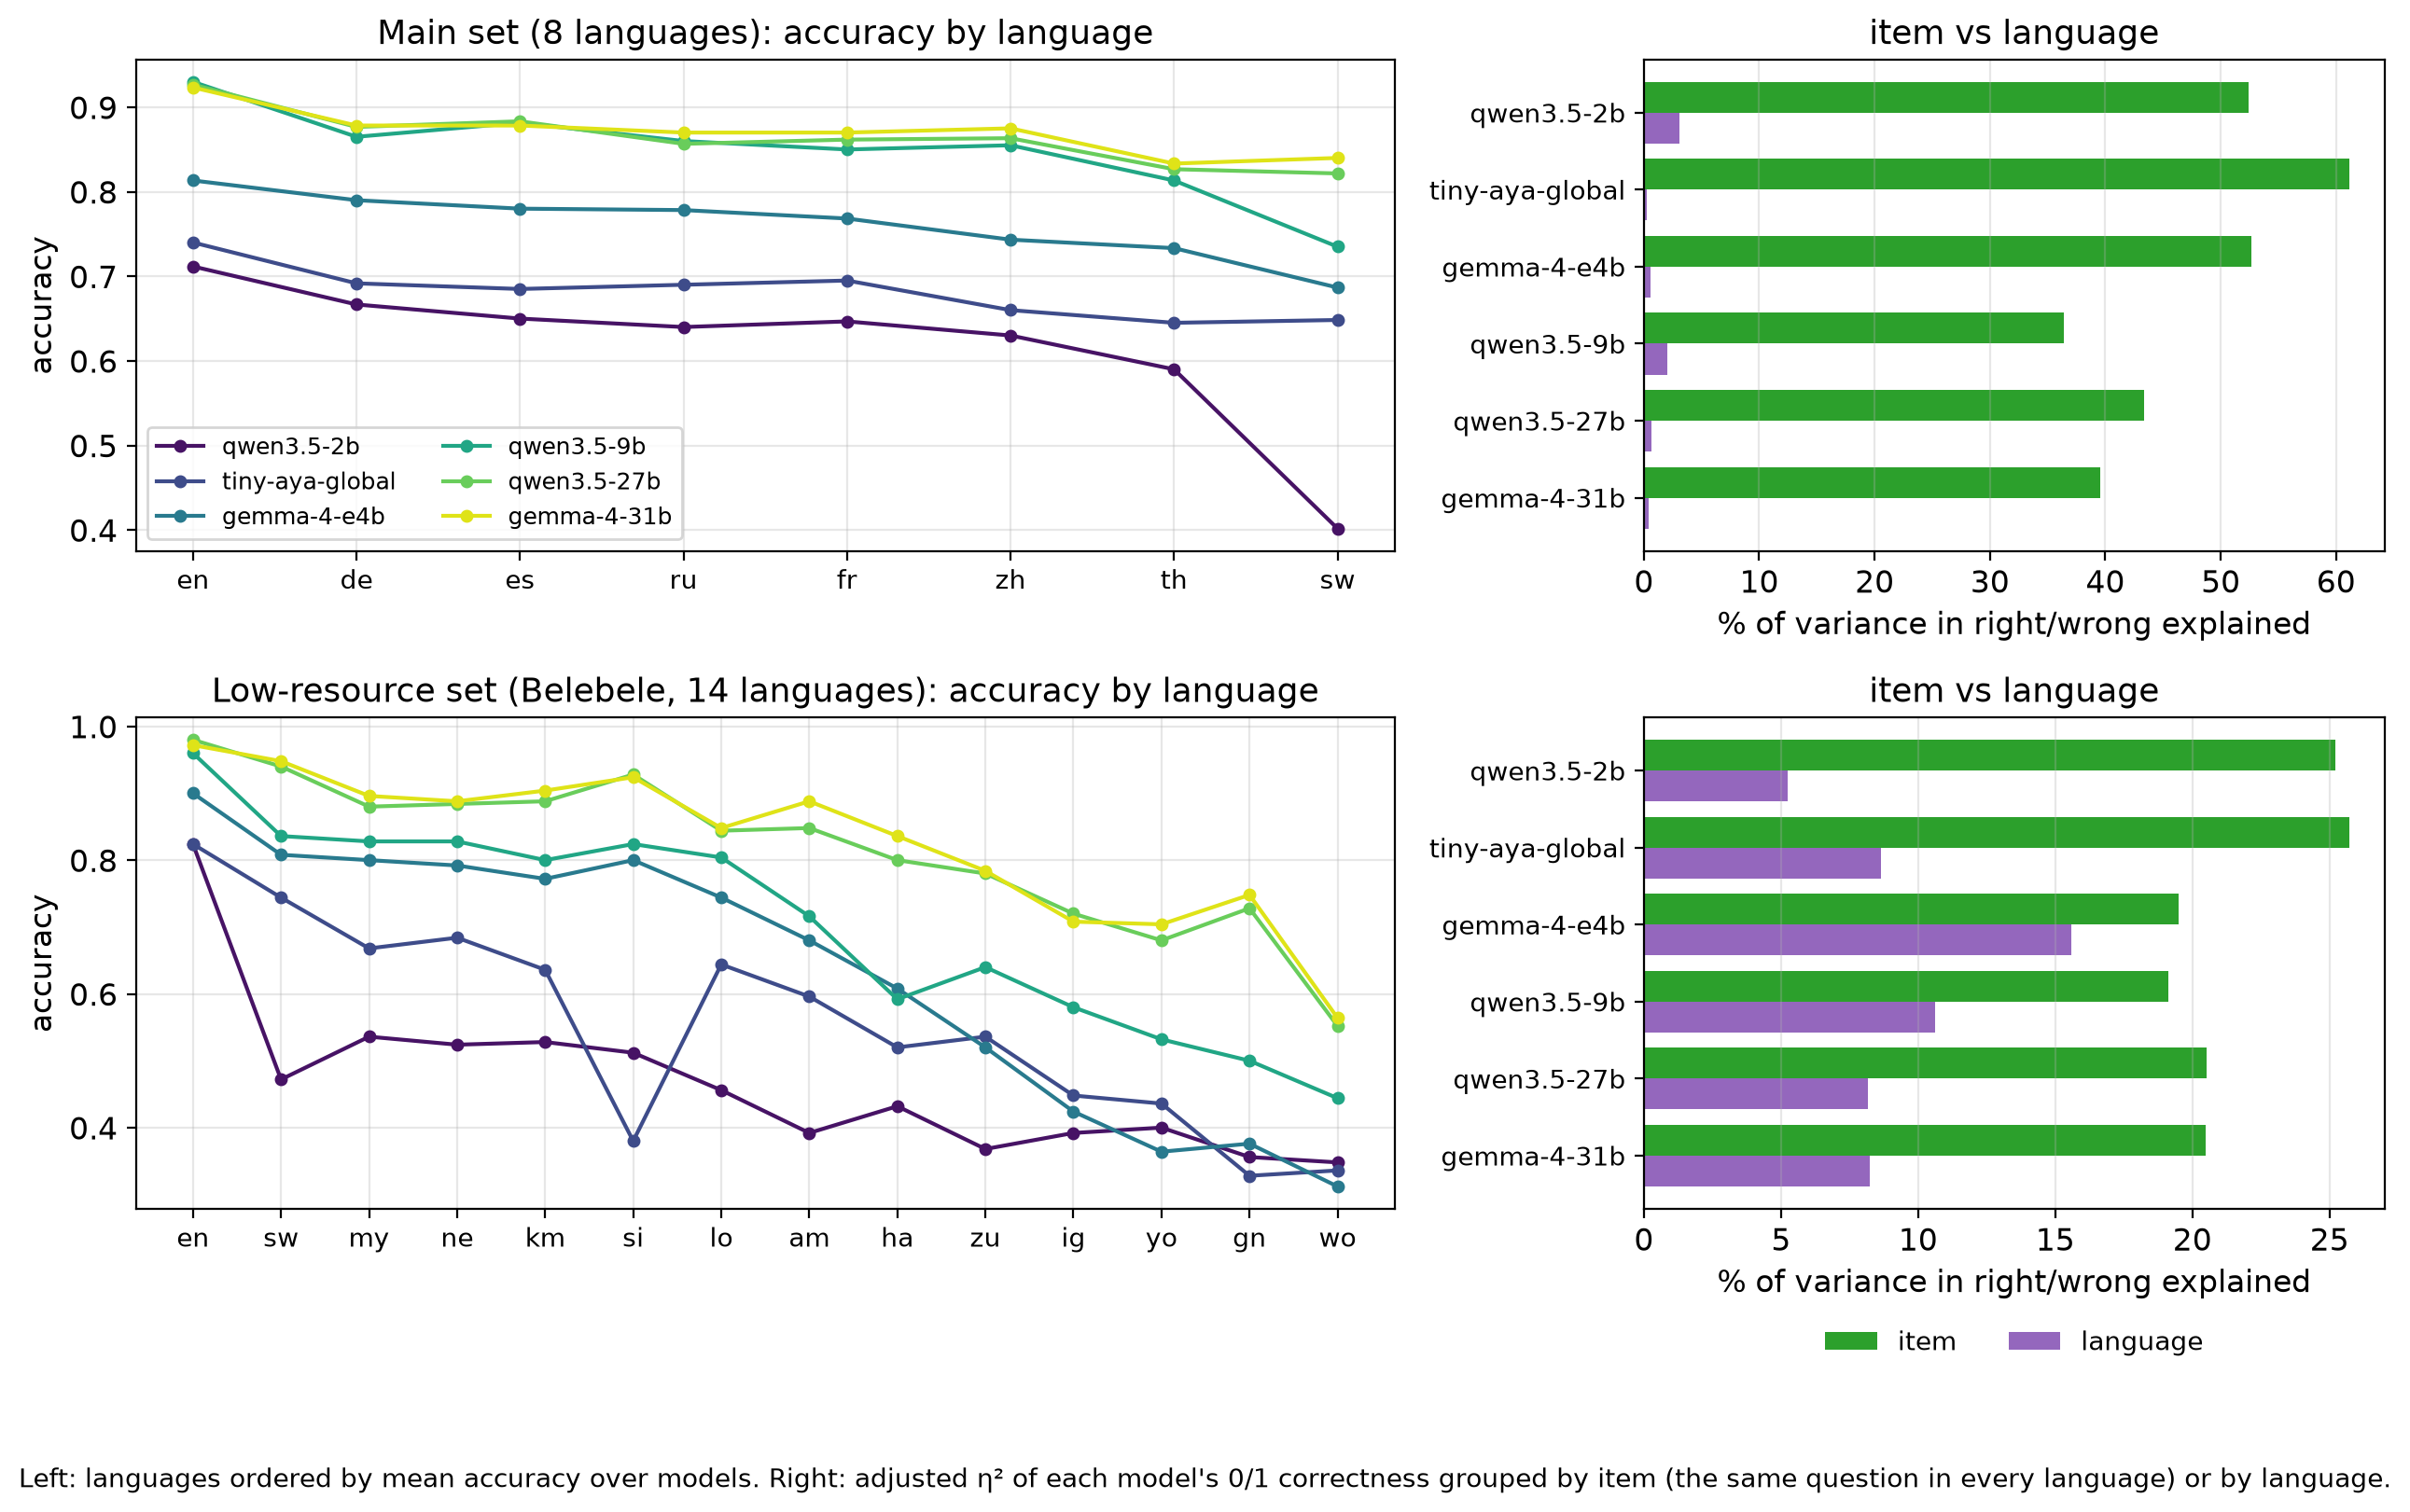 Main set (8 languages): accuracy by language
accuracy
0.9
0.8
0.7
0.6
0.5
0.4
qwen3.5-2b
tiny-aya-global
gemma-4-e4b
qwen3.5-9b
qwen3.5-27b
gemma-4-31b
en de es ru fr zh th sw
item vs language
qwen3.5-2b
tiny-aya-global
gemma-4-e4b
qwen3.5-9b
qwen3.5-27b
gemma-4-31b
0 10 20 30 40 50 60
% of variance in right/wrong explained
Low-resource set (Belebele, 14 languages): accuracy by language
accuracy
1.0
0.8
0.6
0.4
en sw my ne km si lo am ha zu ig yo gn wo
item vs language
qwen3.5-2b
tiny-aya-global
gemma-4-e4b
qwen3.5-9b
qwen3.5-27b
gemma-4-31b
0 5 10 15 20 25
% of variance in right/wrong explained
item language
Left: languages ordered by mean accuracy over models. Right: adjusted η² of each model's 0/1 correctness grouped by item (the same question in every language) or by language.